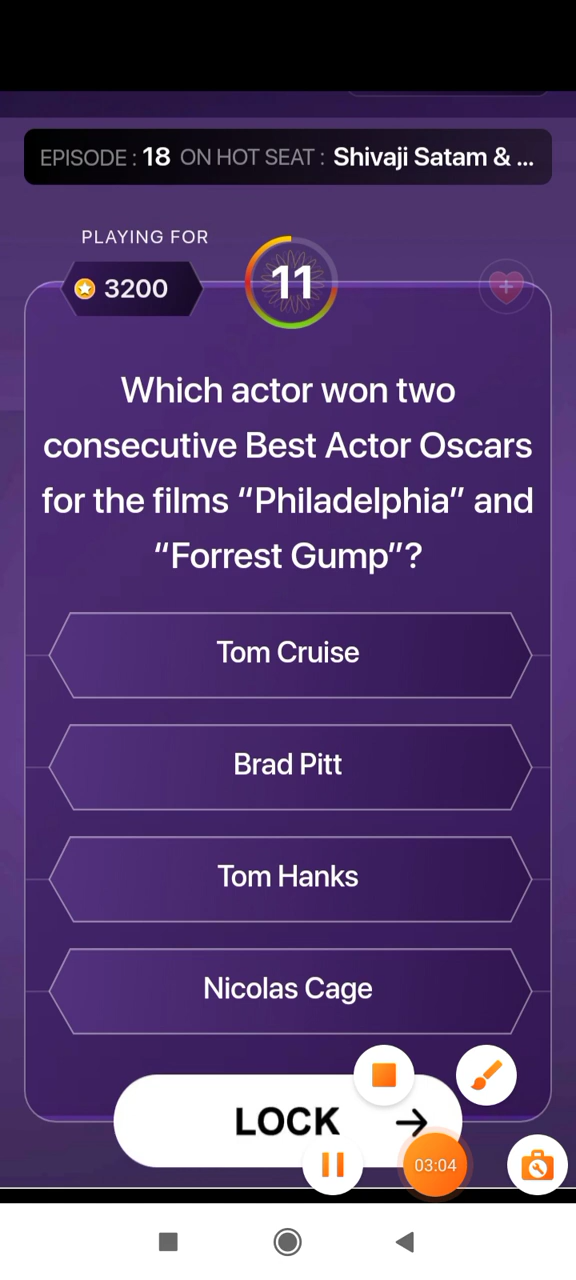 EPISODE : 18 ON HOT SEAT : Shivaji Satam & ...
PLAYING FOR
3200
11
Which actor won two
consecutive Best Actor Oscars
for the films “Philadelphia” and
“Forrest Gump”?
Tom Cruise
Brad Pitt
Tom Hanks
Nicolas Cage
LOCK
03:04